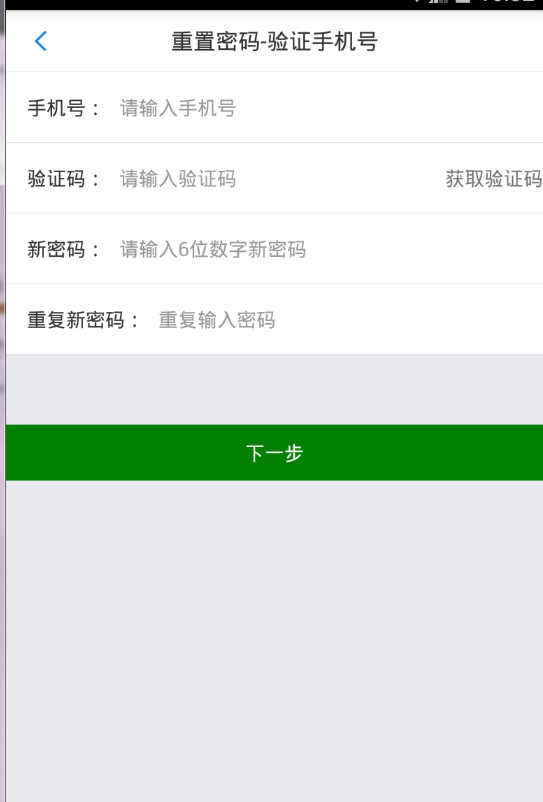 重置密码-验证手机号
手机号： 请输入手机号
验证码： 请输入验证码 获取验证码
新密码： 请输入6位数字新密码
重复新密码： 重复输入密码
下一步